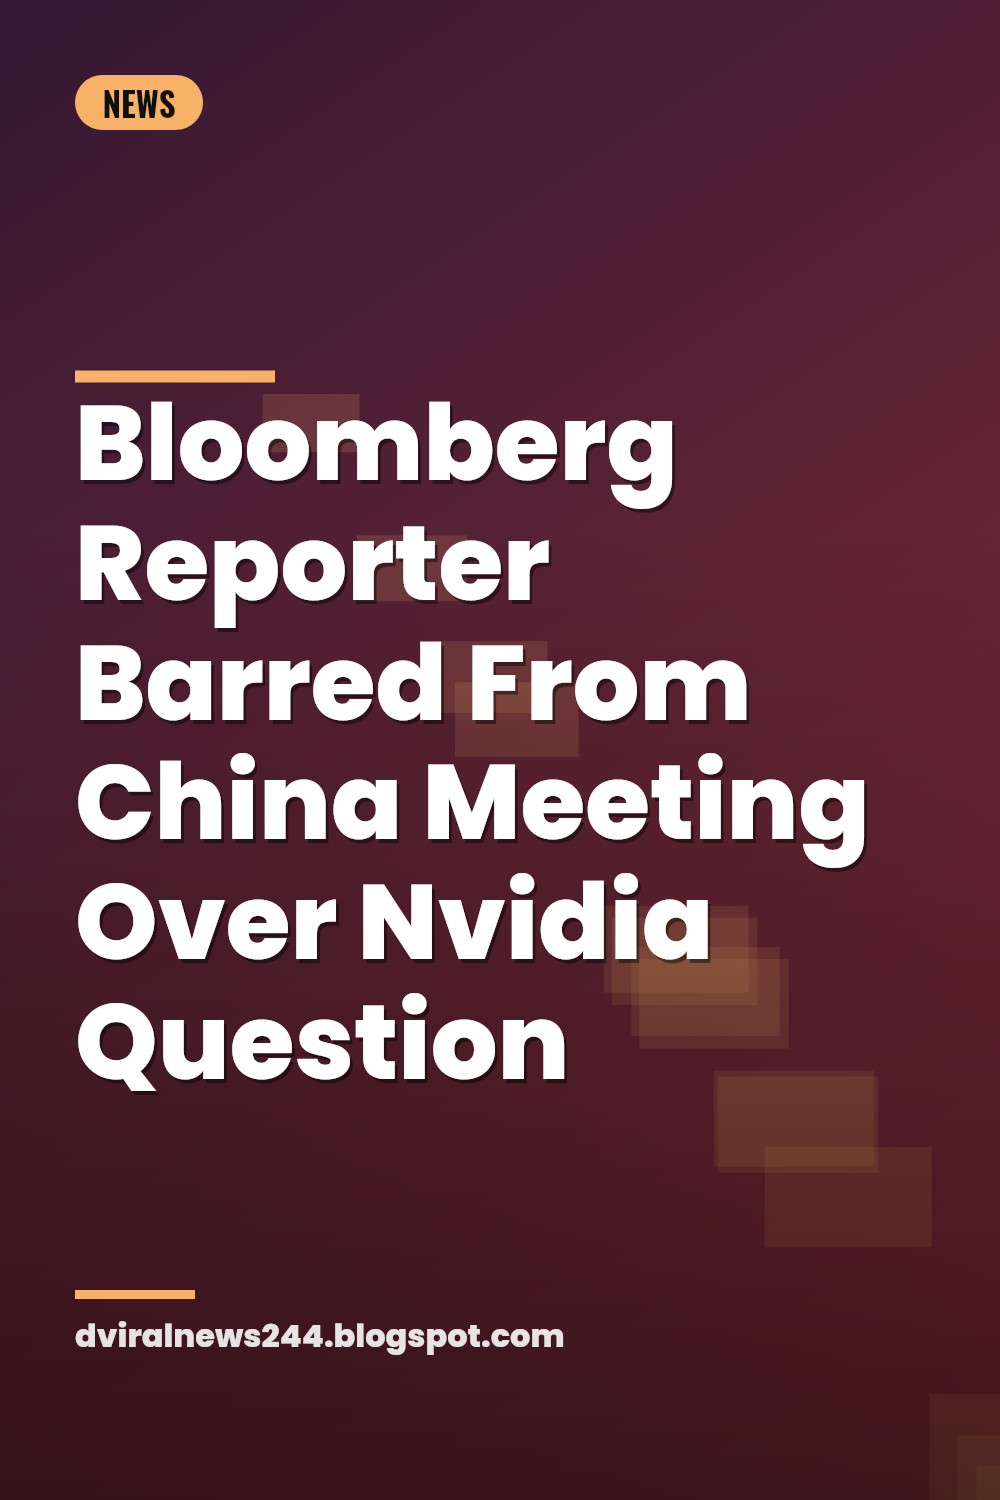 NEWS
Bloomberg
Reporter
Barred From
China Meeting
Over Nvidia
Question
dviralnews244.blogspot.com